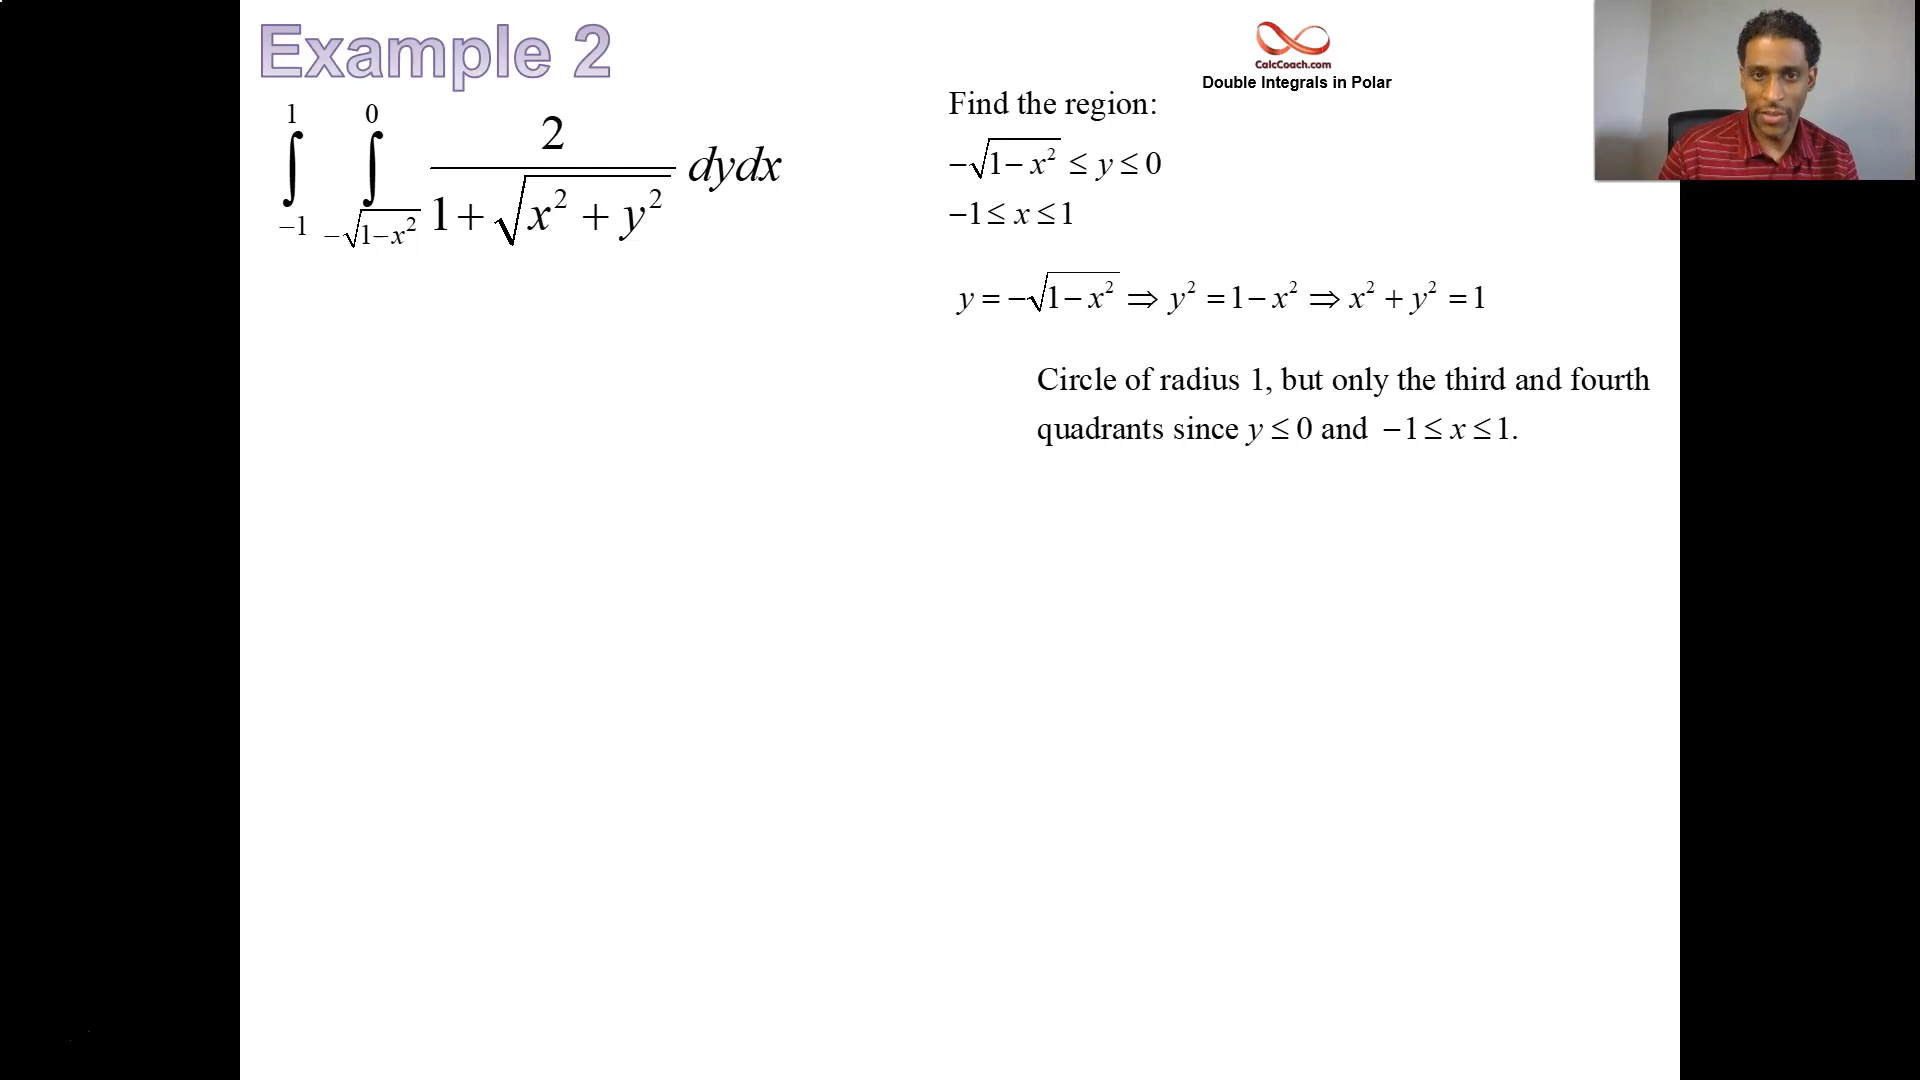 Example 2
∫_{-1}^{1} ∫_{-√(1-x²)}^{0} 2/(1+√(x²+y²)) dydx
CalcCoach.com
Double Integrals in Polar
Find the region:
-√(1-x²) ≤ y ≤ 0
-1 ≤ x ≤ 1
y = -√(1-x²) ⇒ y² = 1-x² ⇒ x² + y² = 1
Circle of radius 1, but only the third and fourth
quadrants since y ≤ 0 and -1 ≤ x ≤ 1.